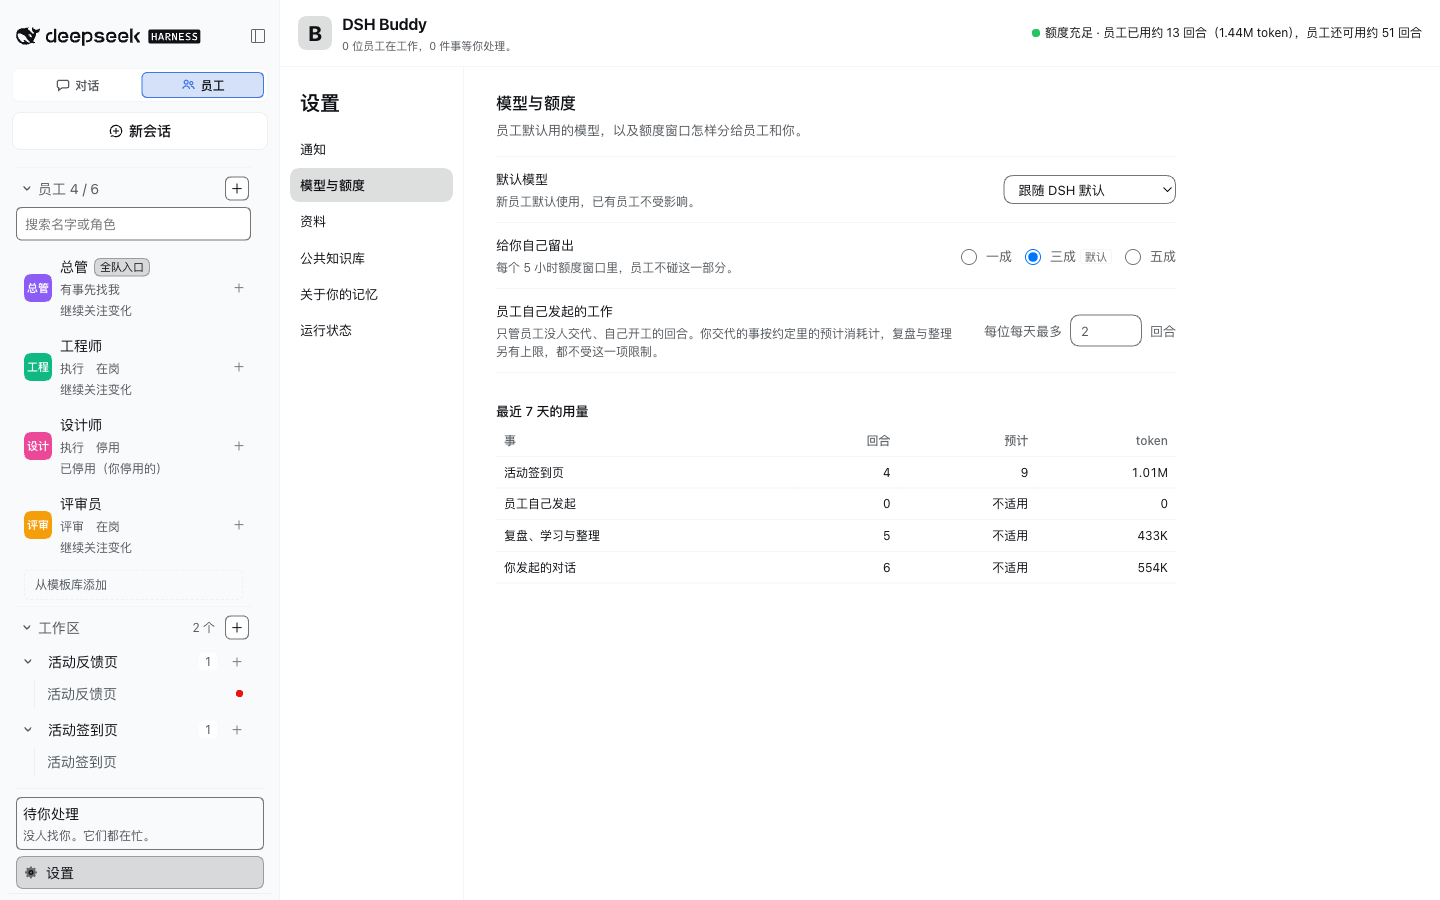 deepseek HARNESS
对话
员工
新会话
员工 4 / 6
搜索名字或角色
总管
总管 全队入口
有事先找我
继续关注变化
工程
工程师
执行 在岗
继续关注变化
设计
设计师
执行 停用
已停用（你停用的）
评审
评审员
评审 在岗
继续关注变化
从模板库添加
工作区 2 个
活动反馈页 1
活动反馈页
活动签到页 1
活动签到页
待你处理
没人找你。它们都在忙。
设置
B
DSH Buddy
0 位员工在工作，0 件事等你处理。
额度充足 · 员工已用约 13 回合（1.44M token），员工还可用约 51 回合
设置
通知
模型与额度
资料
公共知识库
关于你的记忆
运行状态
模型与额度
员工默认用的模型，以及额度窗口怎样分给员工和你。
默认模型
新员工默认使用，已有员工不受影响。
跟随 DSH 默认
给你自己留出
每个 5 小时额度窗口里，员工不碰这一部分。
一成 三成 默认 五成
员工自己发起的工作
只管员工没人交代、自己开工的回合。你交代的事按约定里的预计消耗计，复盘与整理
另有上限，都不受这一项限制。
每位每天最多 2 回合
最近 7 天的用量
事 回合 预计 token
活动签到页 4 9 1.01M
员工自己发起 0 不适用 0
复盘、学习与整理 5 不适用 433K
你发起的对话 6 不适用 554K